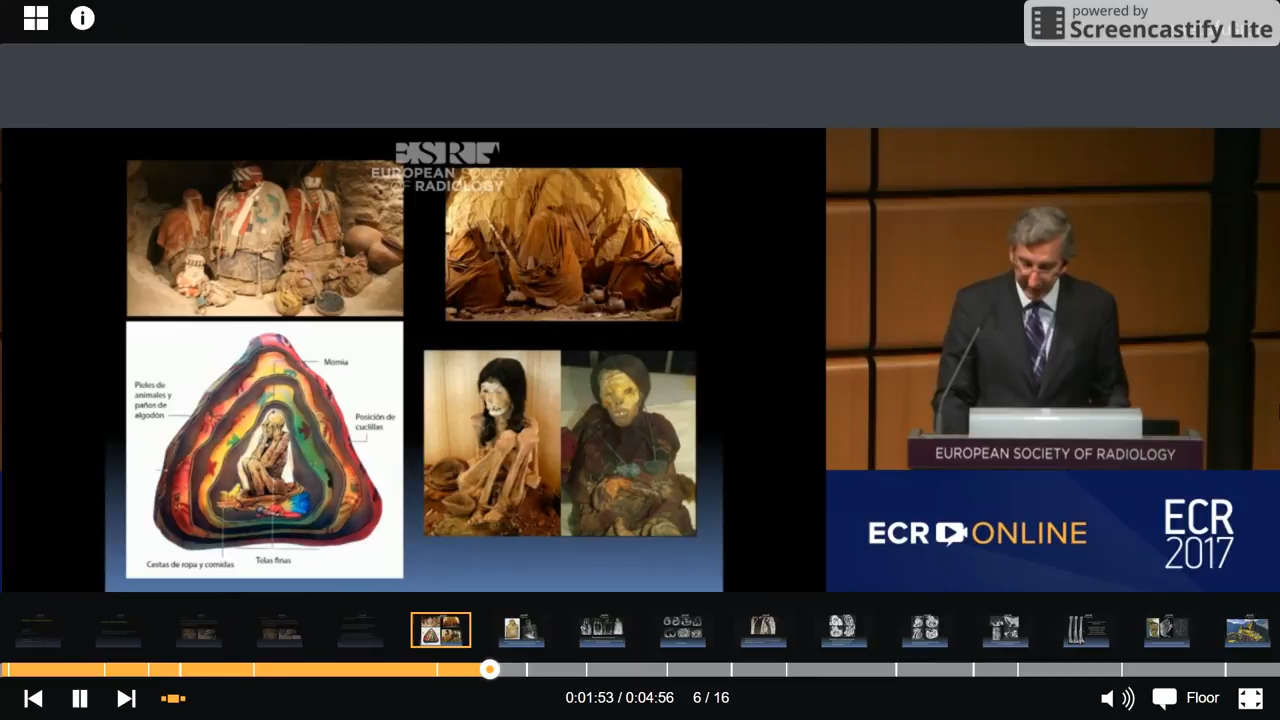 powered by
Screencastify Lite
ESR
EUROPEAN SOCIETY
OF RADIOLOGY
Momia
Pieles de
animales y
paños de
algodón
Posición de
cuclillas
Cestas de ropa y comidas
Telas finas
EUROPEAN SOCIETY OF RADIOLOGY
ECR ONLINE
ECR
2017
0:01:53 / 0:04:56
6 / 16
Floor